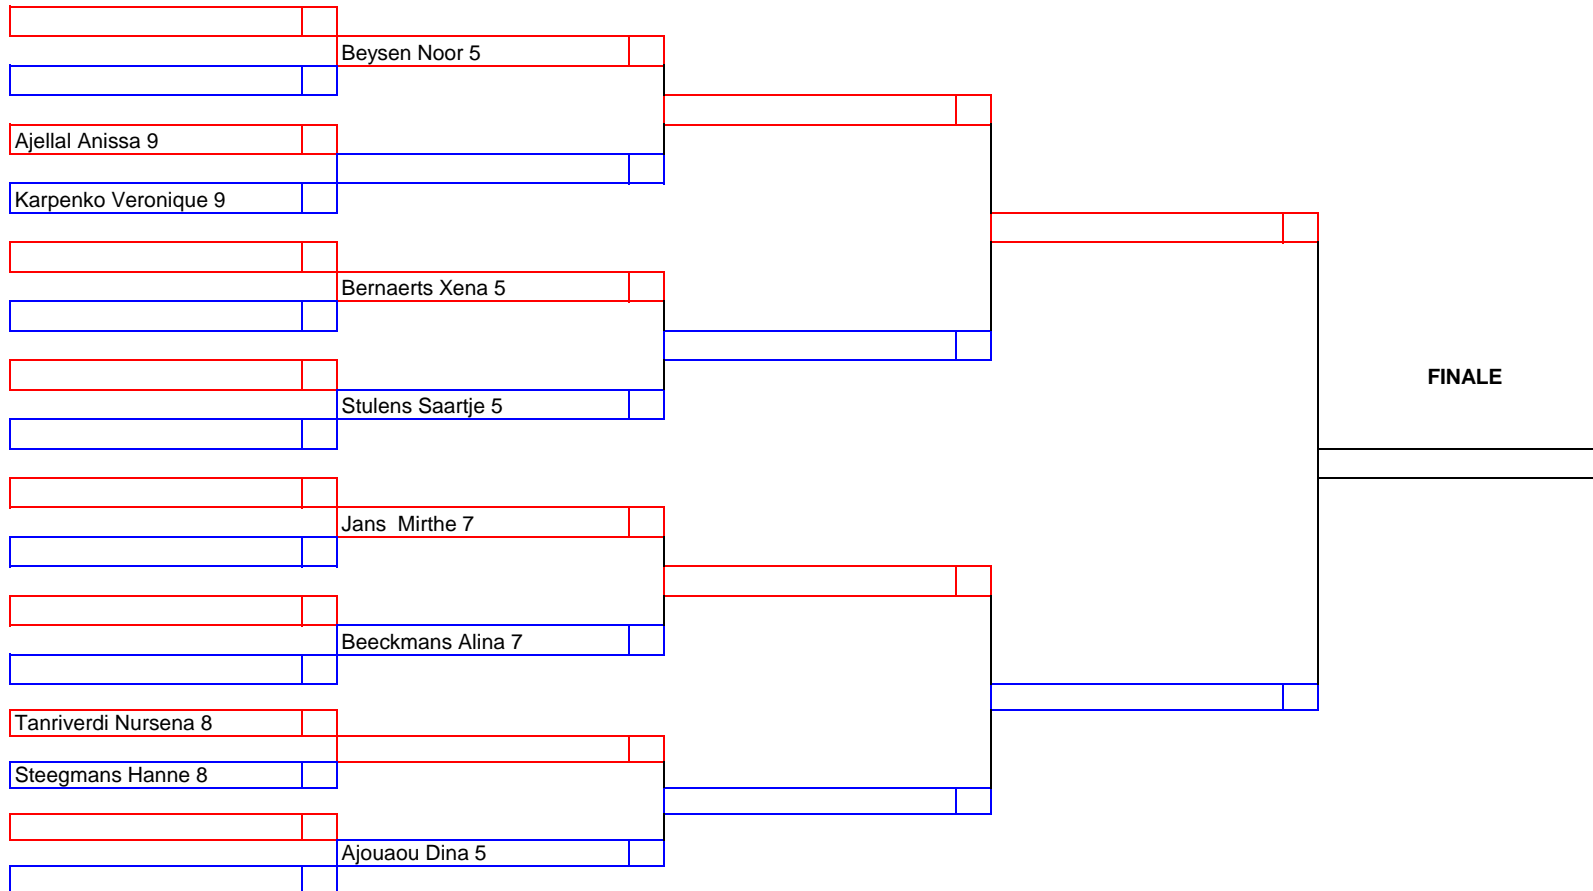 Beysen Noor 5
Ajellal Anissa 9
Karpenko Veronique 9
Bernaerts Xena 5
Stulens Saartje 5
FINALE
Jans  Mirthe 7
Beeckmans Alina 7
Tanriverdi Nursena 8
Steegmans Hanne 8
Ajouaou Dina 5